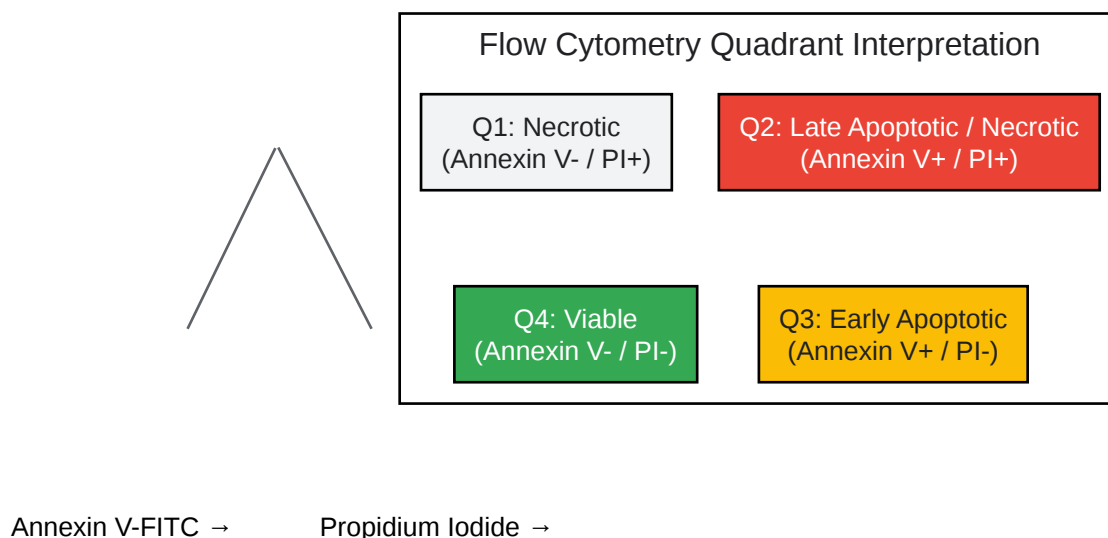 Flow Cytometry Quadrant Interpretation
Q1: Necrotic
(Annexin V- / PI+)
Q2: Late Apoptotic / Necrotic
(Annexin V+ / PI+)
Q4: Viable
(Annexin V- / PI-)
Q3: Early Apoptotic
(Annexin V+ / PI-)
Annexin V-FITC →
Propidium Iodide →